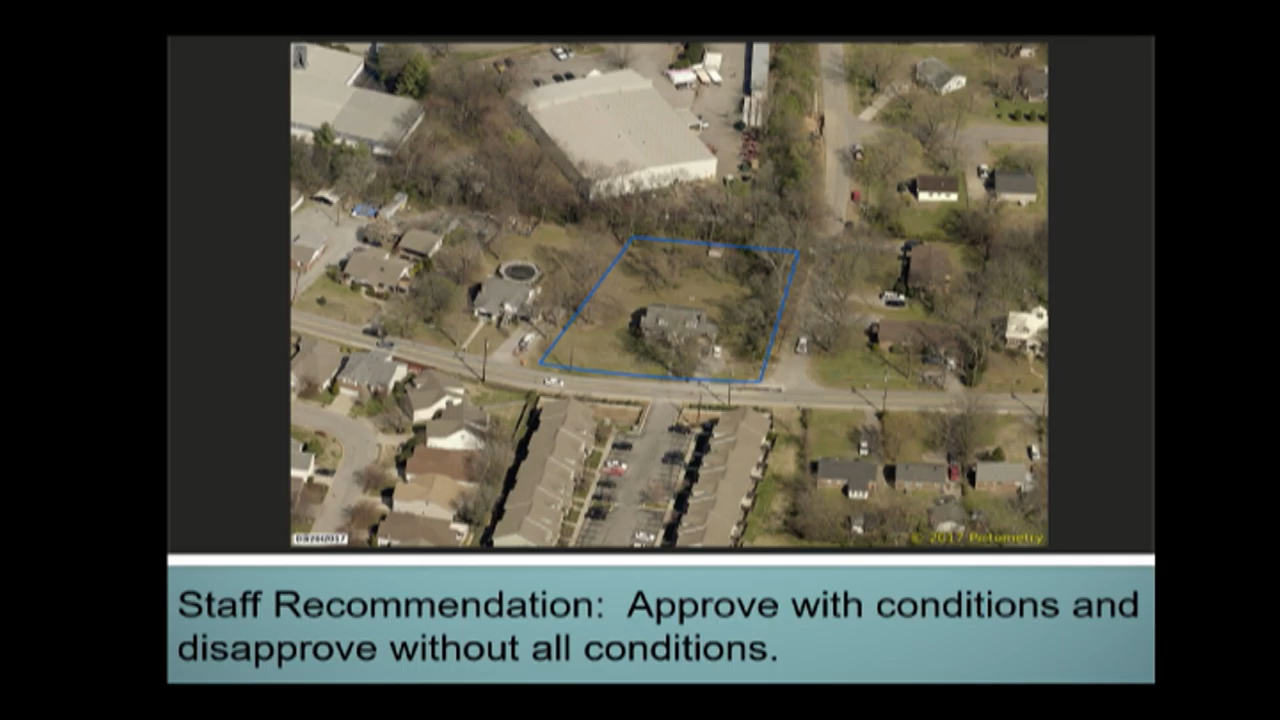 © 2017 Pictometry
Staff Recommendation: Approve with conditions and
disapprove without all conditions.